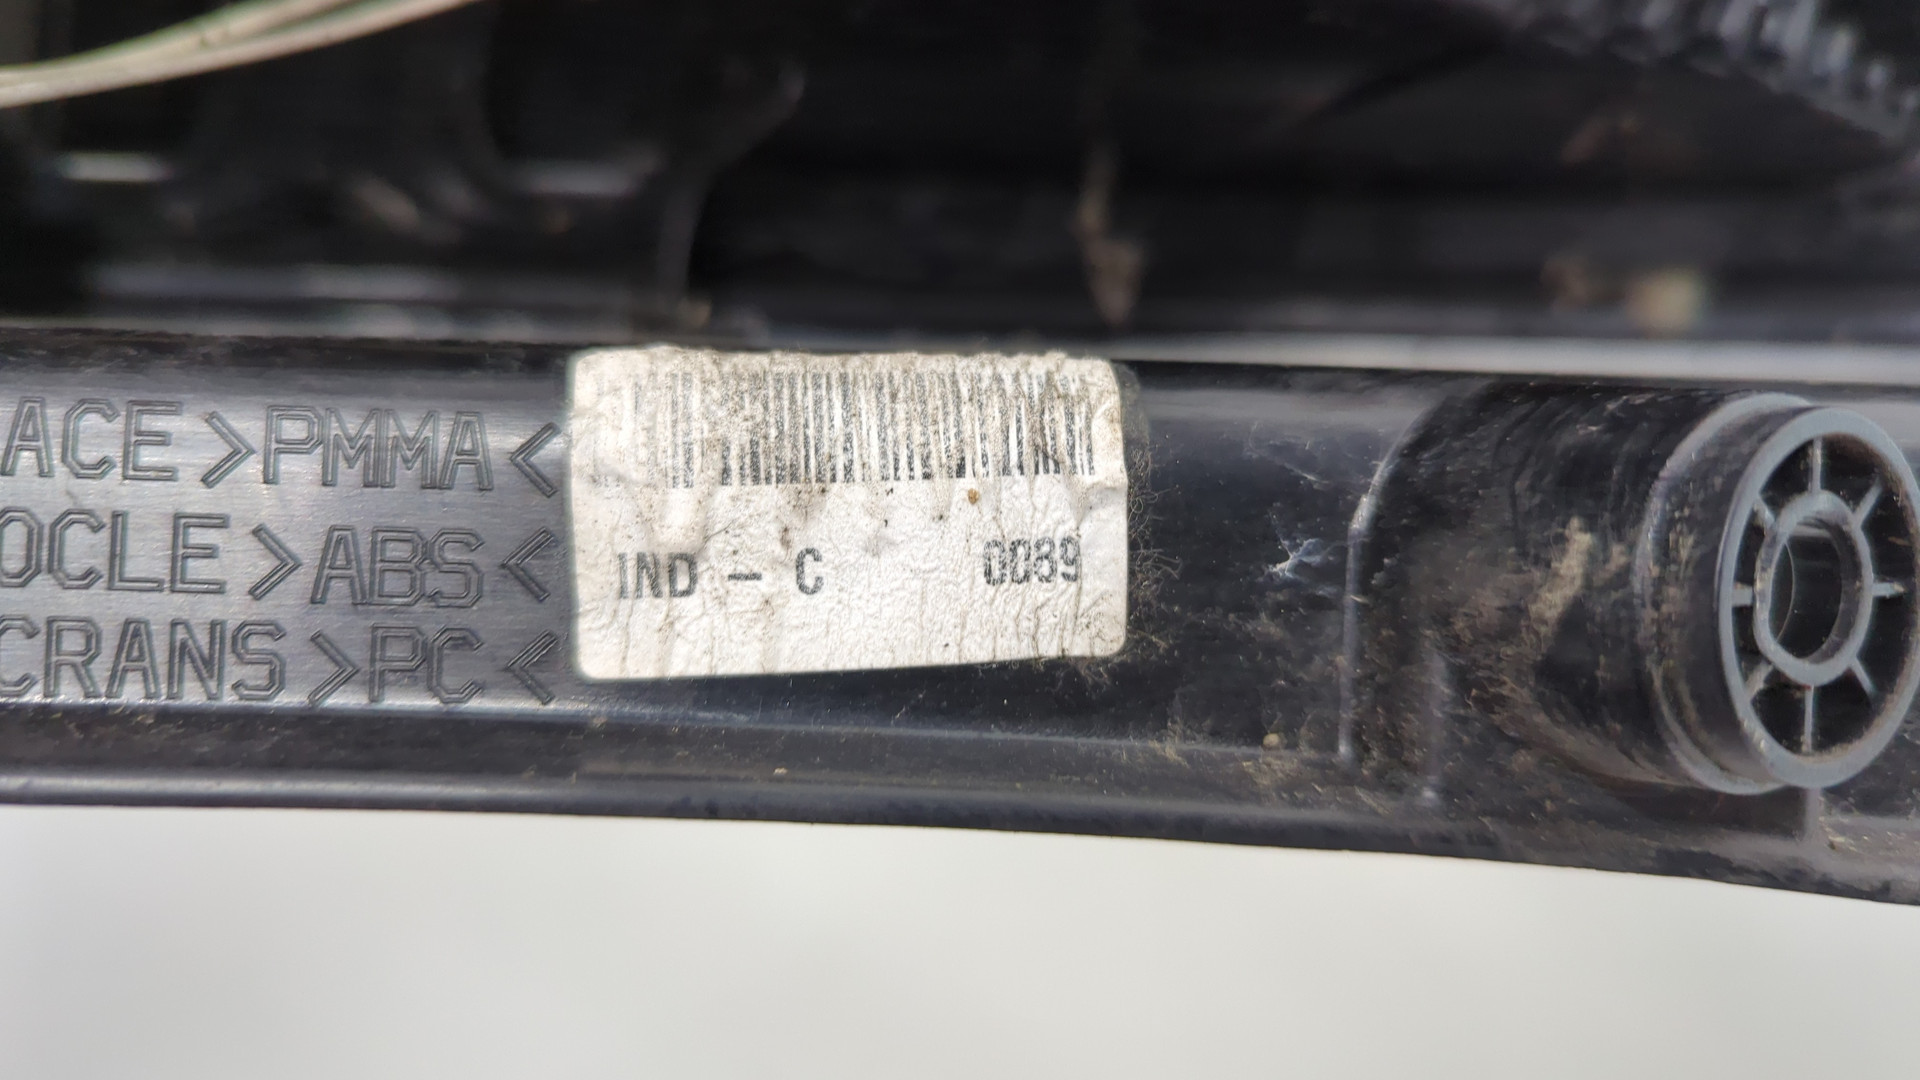 ACE >PMMA<
OCLE >ABS<
CRANS >PC<
IND - C 0089